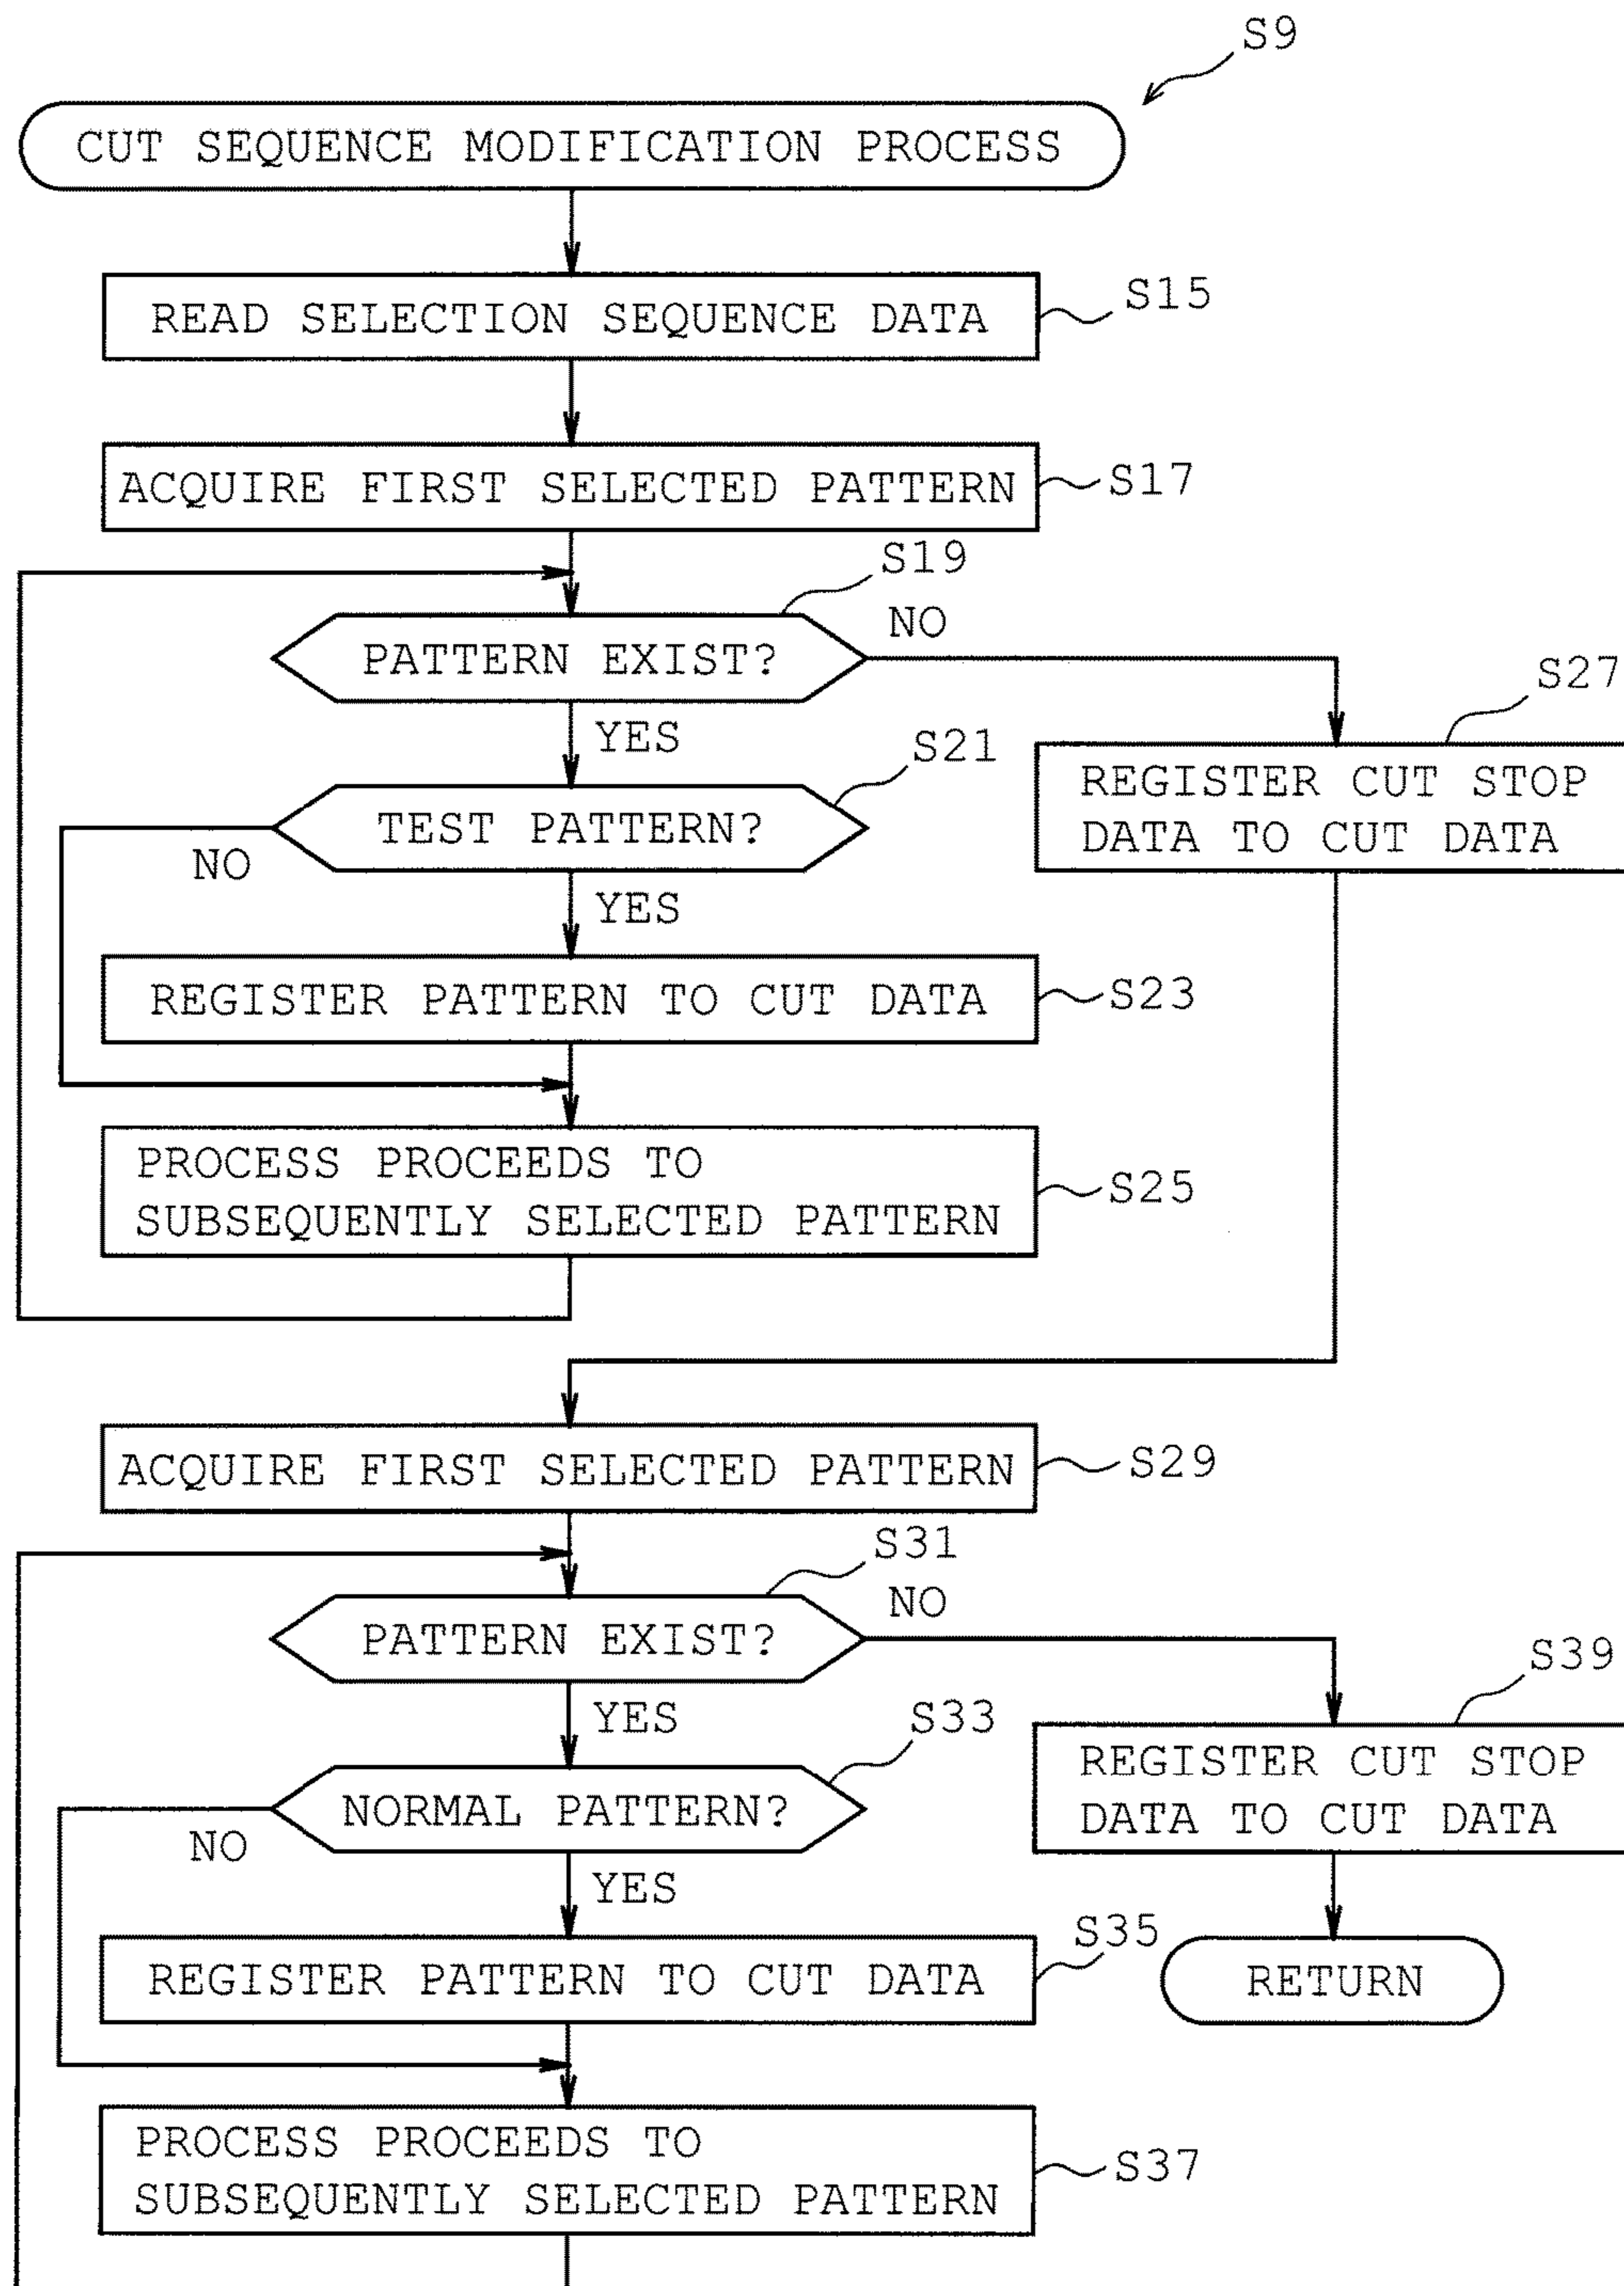 S9
CUT SEQUENCE MODIFICATION PROCESS
READ SELECTION SEQUENCE DATA
S15
ACQUIRE FIRST SELECTED PATTERN
S17
S19
PATTERN EXIST?
NO
YES
S27
REGISTER CUT STOP
DATA TO CUT DATA
S21
TEST PATTERN?
NO
YES
REGISTER PATTERN TO CUT DATA
S23
PROCESS PROCEEDS TO
SUBSEQUENTLY SELECTED PATTERN
S25
ACQUIRE FIRST SELECTED PATTERN
S29
S31
PATTERN EXIST?
NO
YES
S39
REGISTER CUT STOP
DATA TO CUT DATA
S33
NORMAL PATTERN?
NO
YES
S35
REGISTER PATTERN TO CUT DATA
RETURN
PROCESS PROCEEDS TO
SUBSEQUENTLY SELECTED PATTERN
S37